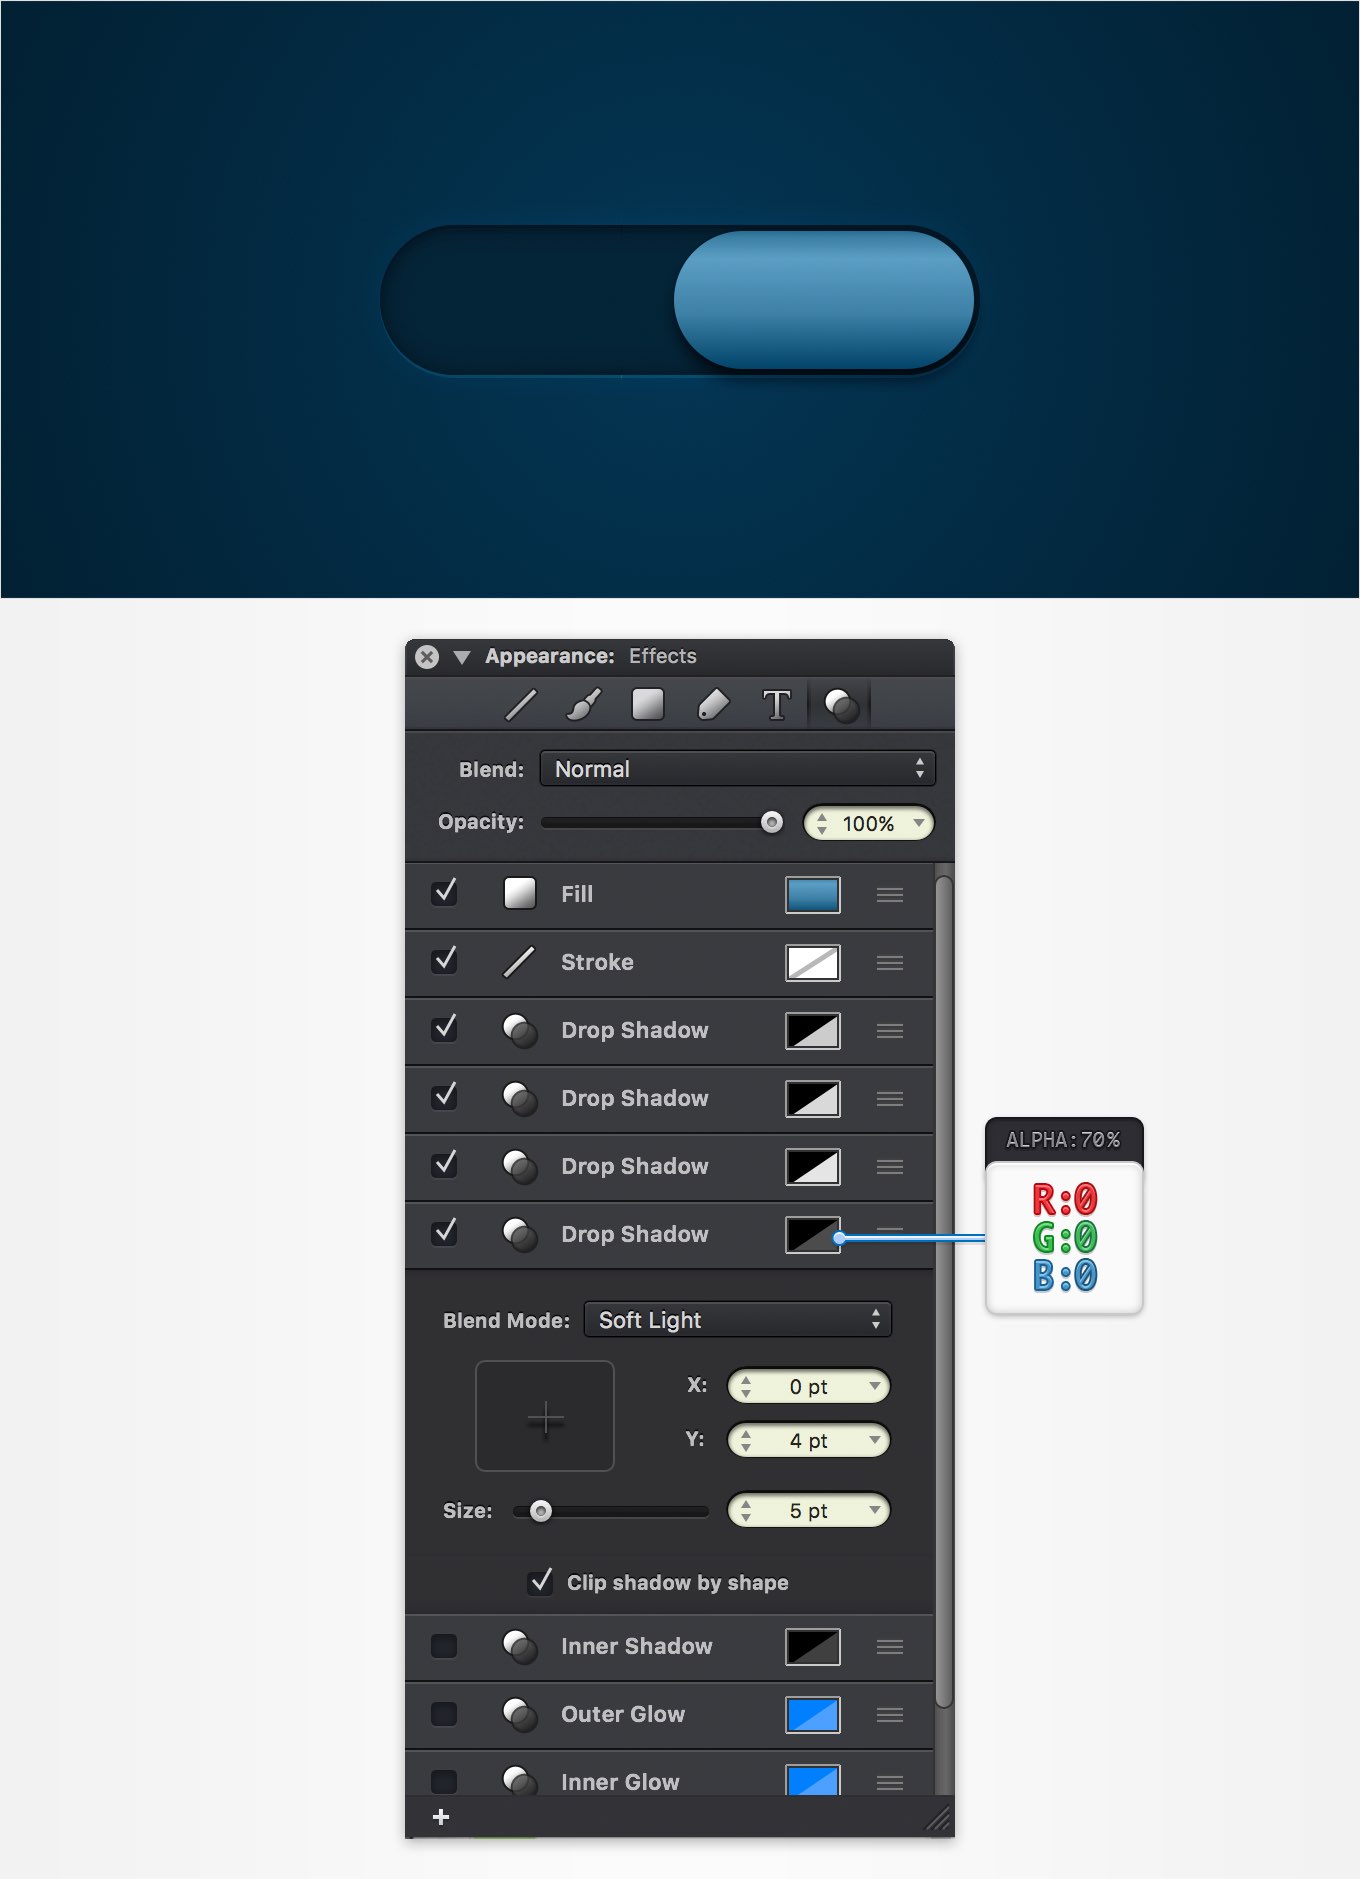 Appearance: Effects
T
Blend: Normal
Opacity: 100%
Fill
Stroke
Drop Shadow
Drop Shadow
Drop Shadow
Drop Shadow
ALPHA:70%
R:0
G:0
B:0
Blend Mode: Soft Light
X: 0 pt
Y: 4 pt
Size: 5 pt
Clip shadow by shape
Inner Shadow
Outer Glow
Inner Glow